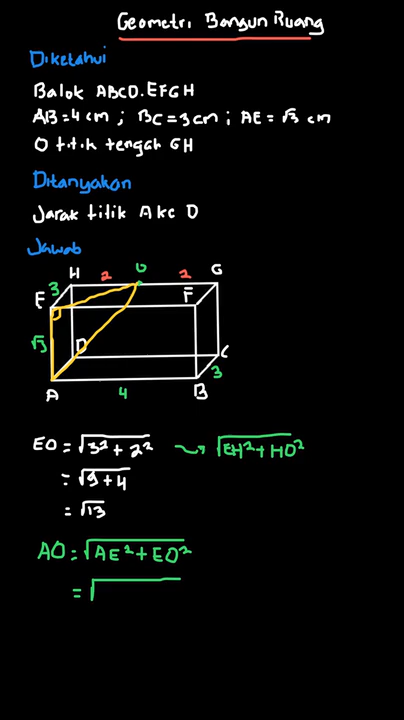 Geometri Bangun Ruang
Diketahui
Balok ABCD.EFGH
AB=4 cm ; BC=3 cm ; AE=√3 cm
O titik tengah GH
Ditanyakan
Jarak titik A ke O
Jawab
H 2 O 2 G
3
E F
√3 D C
3
A 4 B
EO = √3²+2² ⤳ √EH²+HO²
= √9+4
= √13
AO = √AE²+EO²
= √